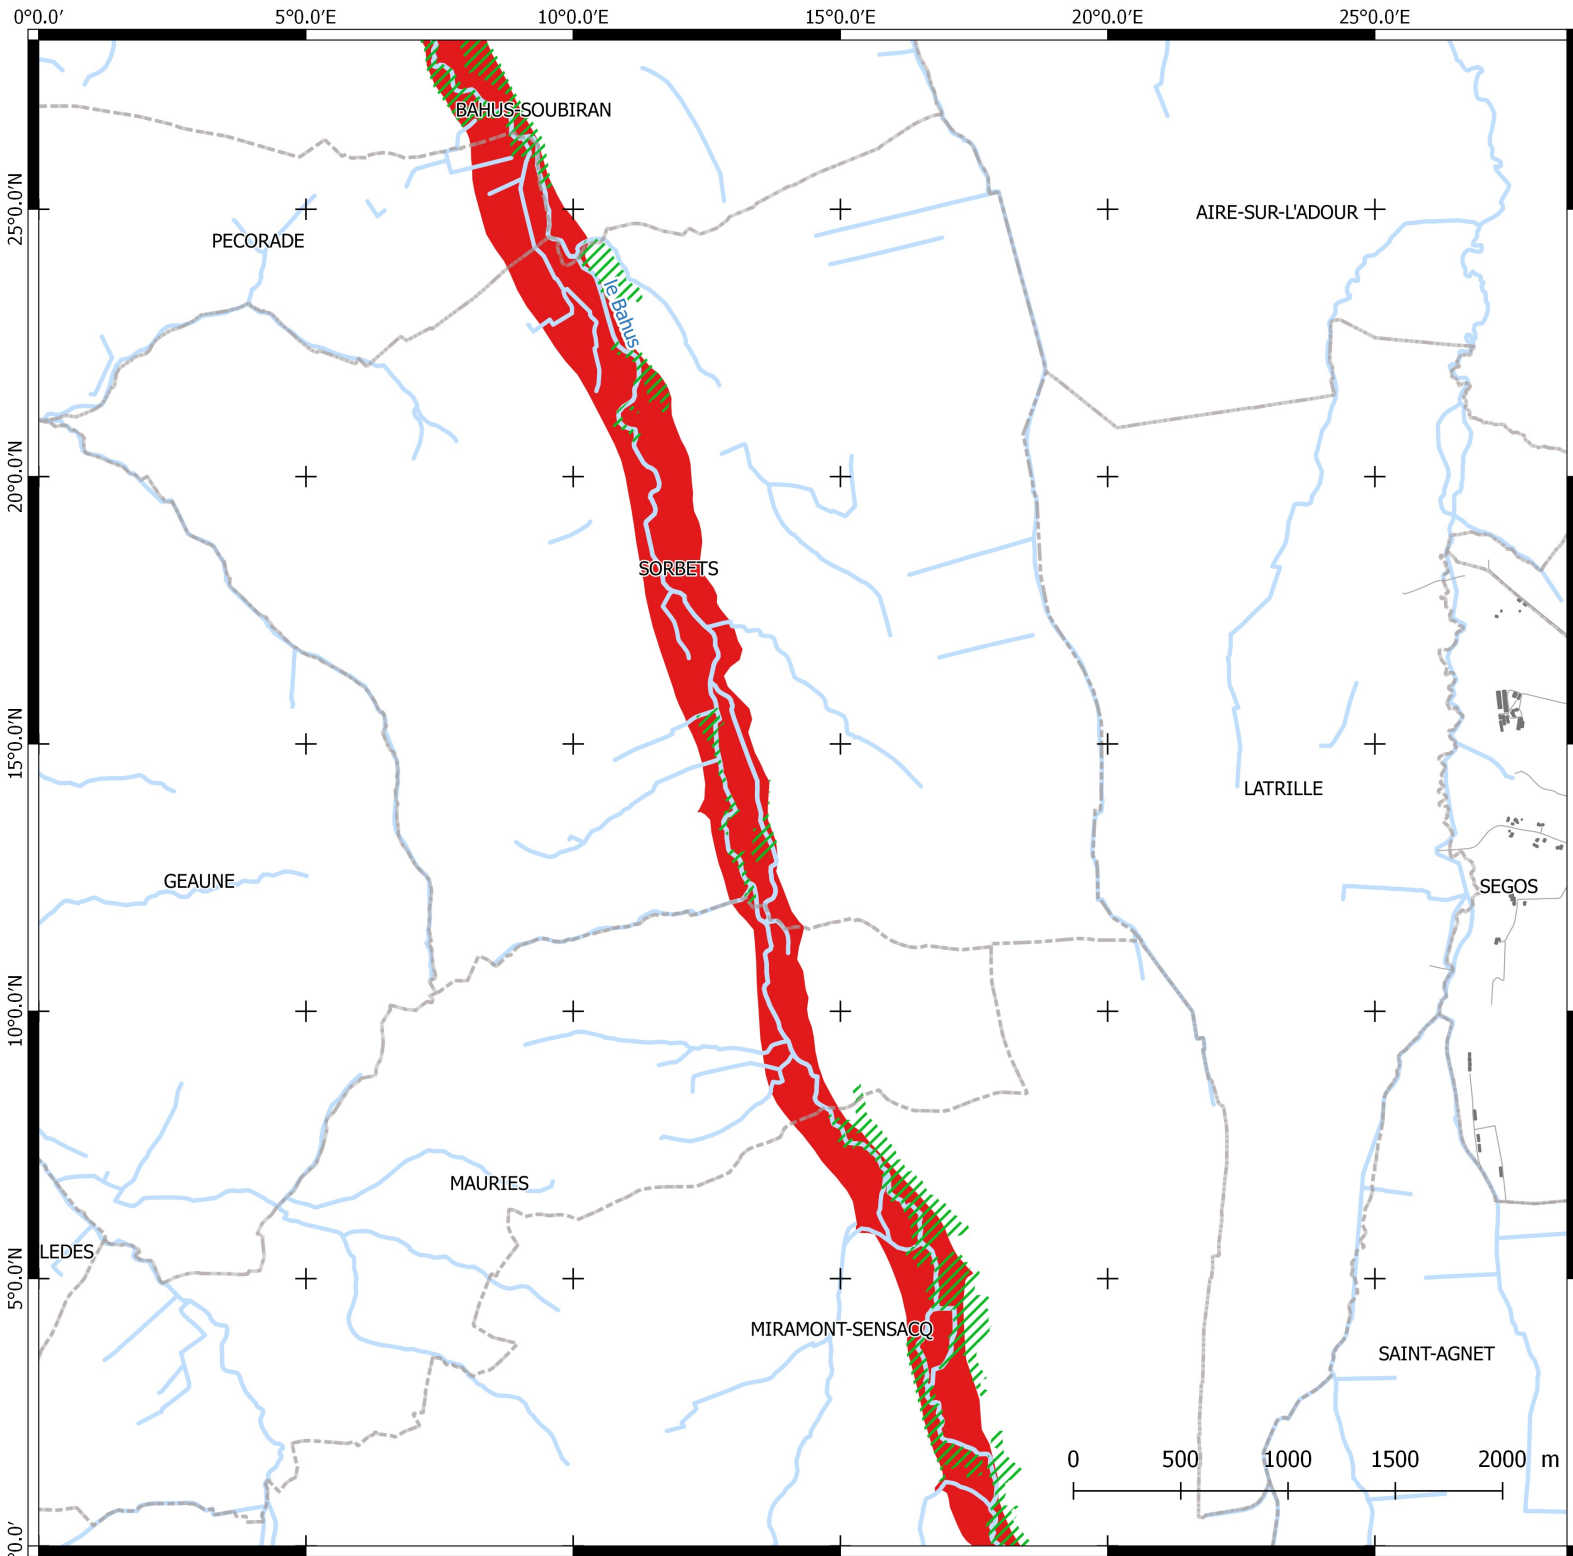 0°0.0′ 5°0.0′E 10°0.0′E 15°0.0′E 20°0.0′E 25°0.0′E
BAHUS-SOUBIRAN
25°0.0′N
AIRE-SUR-L'ADOUR
PECORADE
le Bahus
20°0.0′N
SORBETS
15°0.0′N
LATRILLE
GEAUNE
SEGOS
10°0.0′N
MAURIES
LEDES
5°0.0′N
MIRAMONT-SENSACQ
SAINT-AGNET
0 500 1000 1500 2000 m
°0.0′